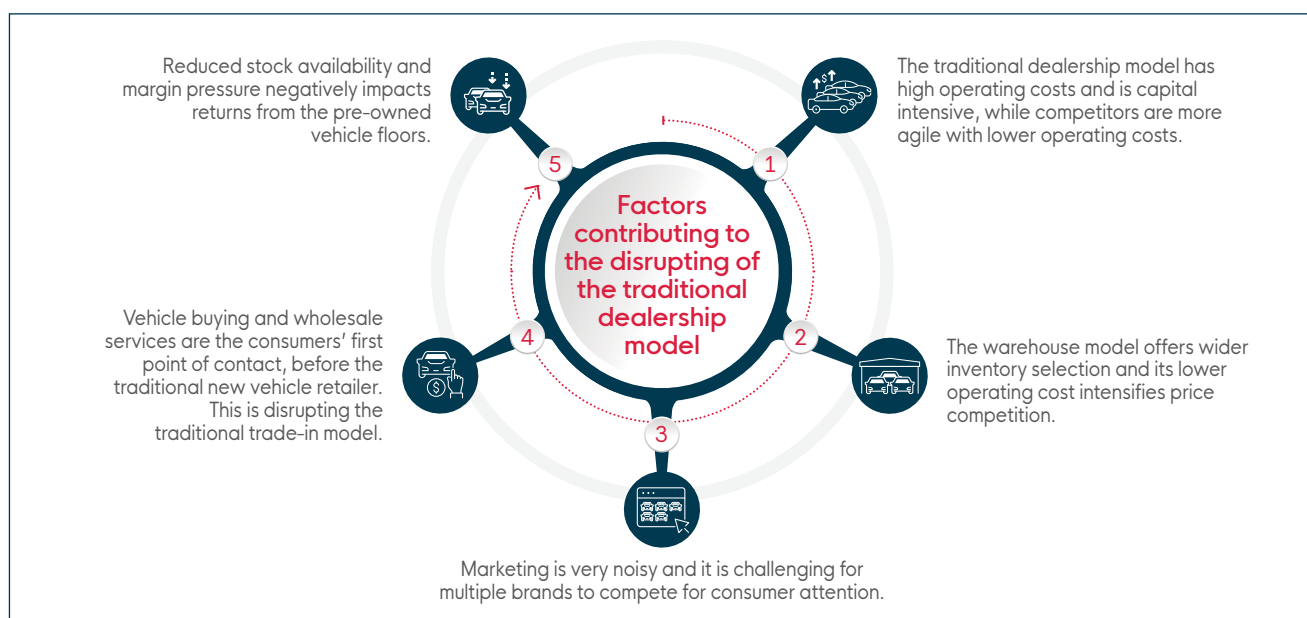 Factors
contributing to
the disrupting of
the traditional
dealership
model
1
The traditional dealership model has
high operating costs and is capital
intensive, while competitors are more
agile with lower operating costs.
2
The warehouse model offers wider
inventory selection and its lower
operating cost intensifies price
competition.
3
Marketing is very noisy and it is challenging for
multiple brands to compete for consumer attention.
4
Vehicle buying and wholesale
services are the consumers’ first
point of contact, before the
traditional new vehicle retailer.
This is disrupting the
traditional trade-in model.
5
Reduced stock availability and
margin pressure negatively impacts
returns from the pre-owned
vehicle floors.
$
$